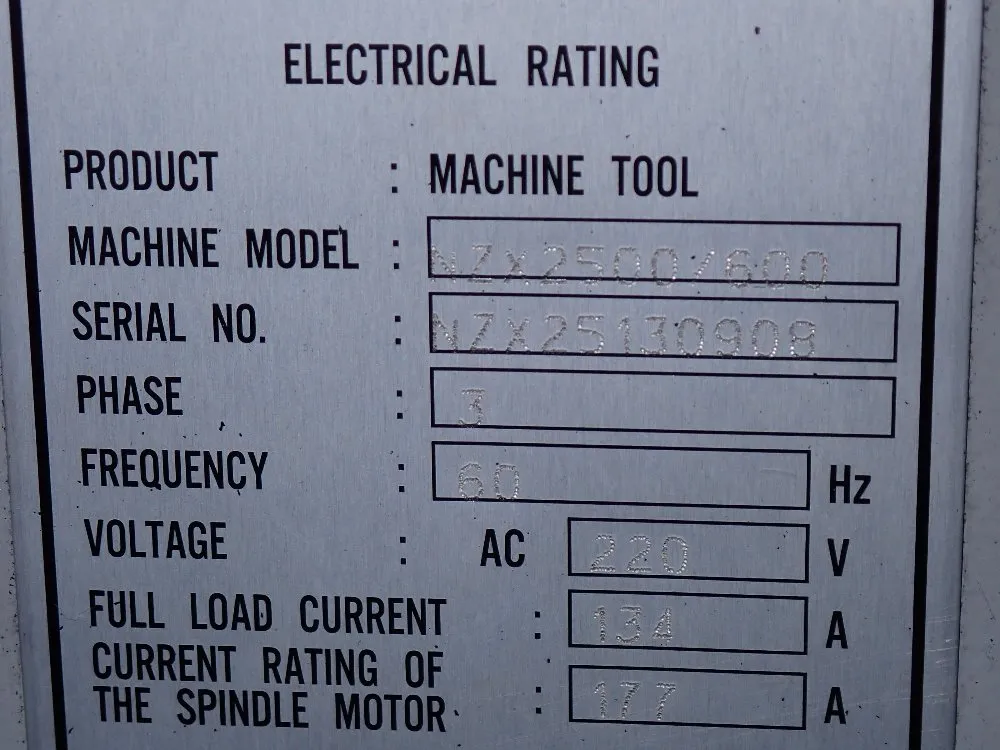 ELECTRICAL RATING
PRODUCT : MACHINE TOOL
MACHINE MODEL : NZX2500/600
SERIAL NO. : NZX25130908
PHASE : 3
FREQUENCY : 60 Hz
VOLTAGE : AC 220 V
FULL LOAD CURRENT : 134 A
CURRENT RATING OF
THE SPINDLE MOTOR : 177 A